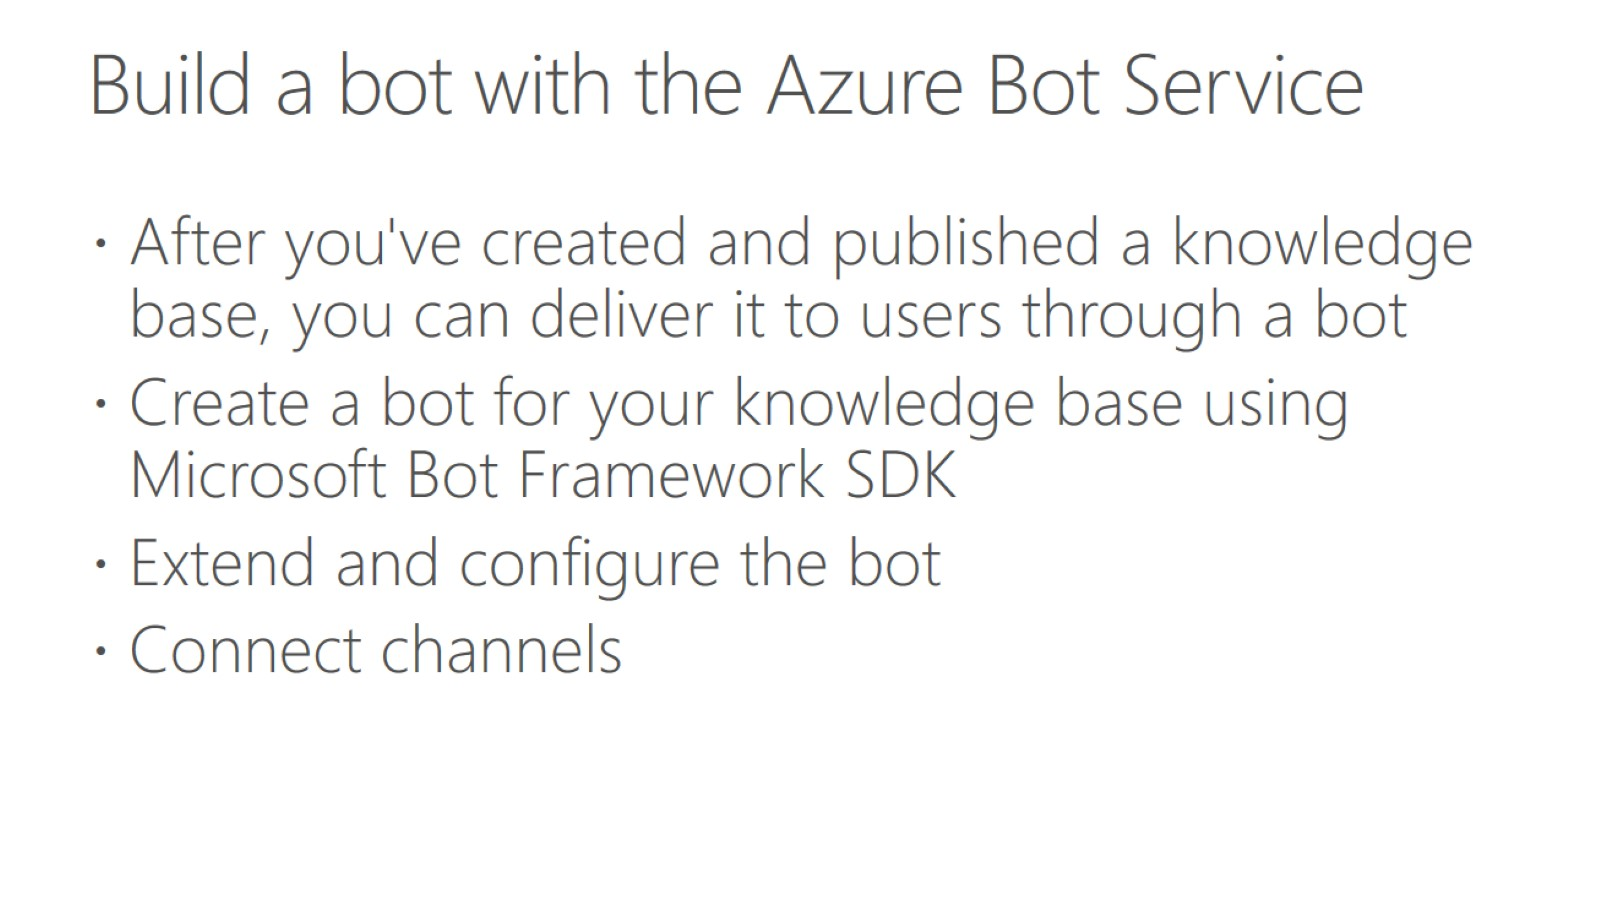 Build a bot with the Azure Bot Service
· After you've created and published a knowledge
base, you can deliver it to users through a bot
· Create a bot for your knowledge base using
Microsoft Bot Framework SDK
· Extend and configure the bot
· Connect channels